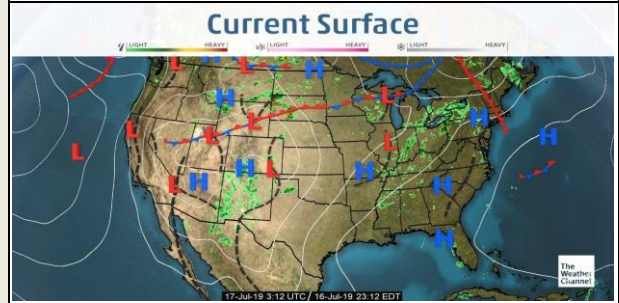 Current Surface
LIGHT HEAVY LIGHT HEAVY LIGHT HEAVY
L H L H
H L
L L L H H
L L
L H H L H H
H
The
Weather
Channel
17-Jul-19 3:12 UTC / 16-Jul-19 23:12 EDT